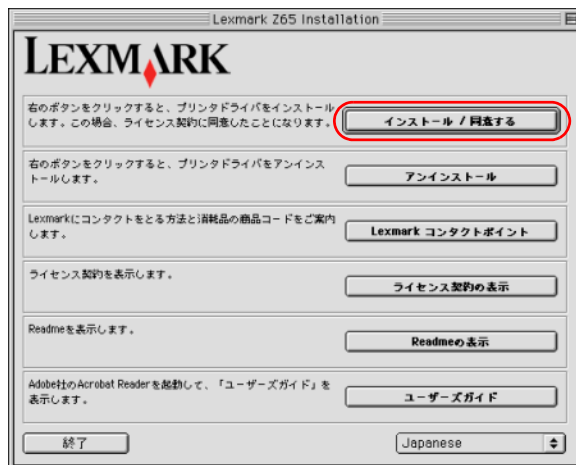 Lexmark Z65 Installation
LEXMARK
右のボタンをクリックすると、プリンタドライバをインストール
します。この場合、ライセンス契約に同意したことになります。
インストール / 同意する
右のボタンをクリックすると、プリンタドライバをアンインス
トールします。
アンインストール
Lexmarkにコンタクトをとる方法と消耗品の商品コードをご案内
します。
Lexmark コンタクトポイント
ライセンス契約を表示します。
ライセンス契約の表示
Readmeを表示します。
Readmeの表示
Adobe社のAcrobat Readerを起動して、「ユーザーズガイド」を
表示します。
ユーザーズガイド
終了
Japanese